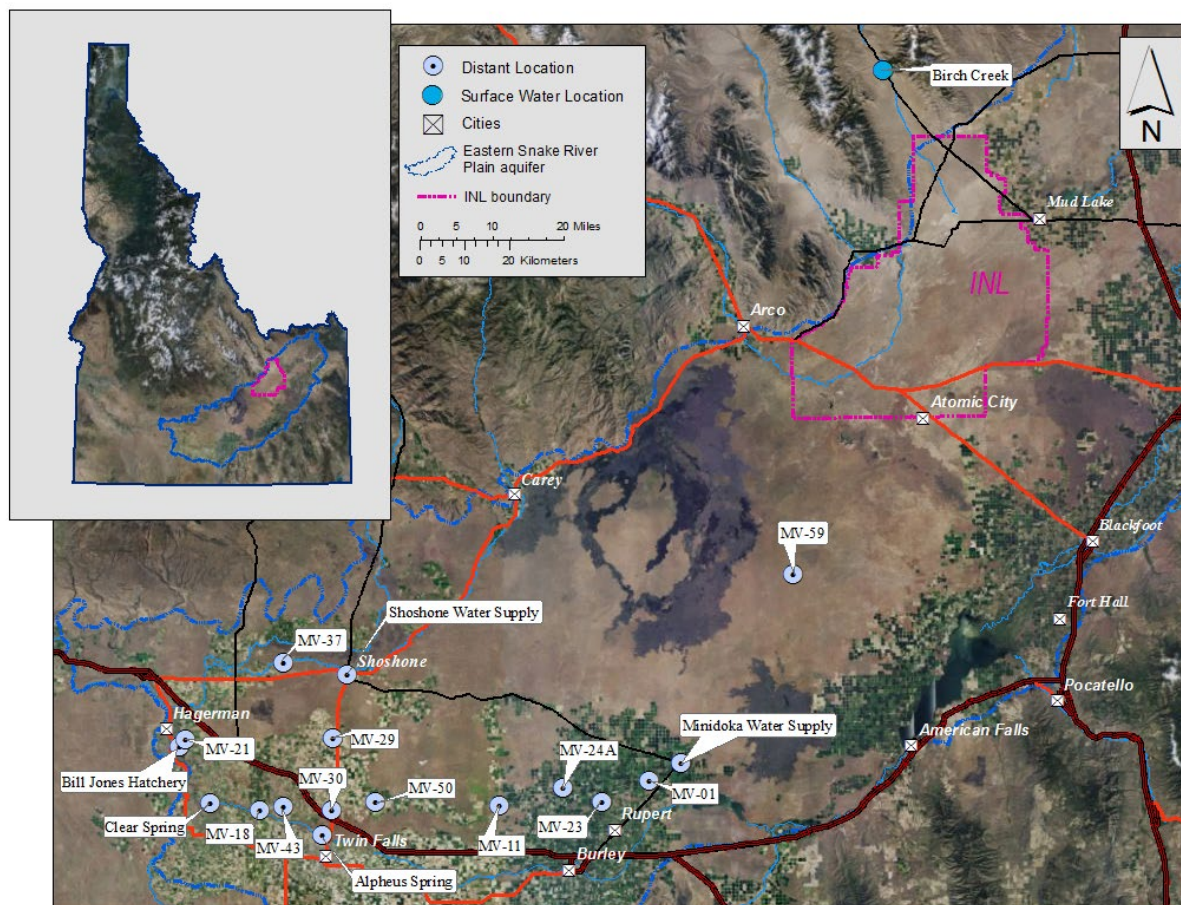 Distant Location
Surface Water Location
Cities
Eastern Snake River
Plain aquifer
INL boundary
0 5 10 20 Miles
0 5 10 20 Kilometers
Birch Creek
N
Mud Lake
INL
Arco
Atomic City
Carey
Blackfoot
MV-59
Fort Hall
Shoshone Water Supply
MV-37
Shoshone
Pocatello
Hagerman
Minidoka Water Supply
American Falls
MV-21
MV-29
MV-24A
Bill Jones Hatchery
MV-30
MV-50
MV-01
Clear Spring
MV-18
MV-43
MV-11
MV-23
Rupert
Twin Falls
Burley
Alpheus Spring